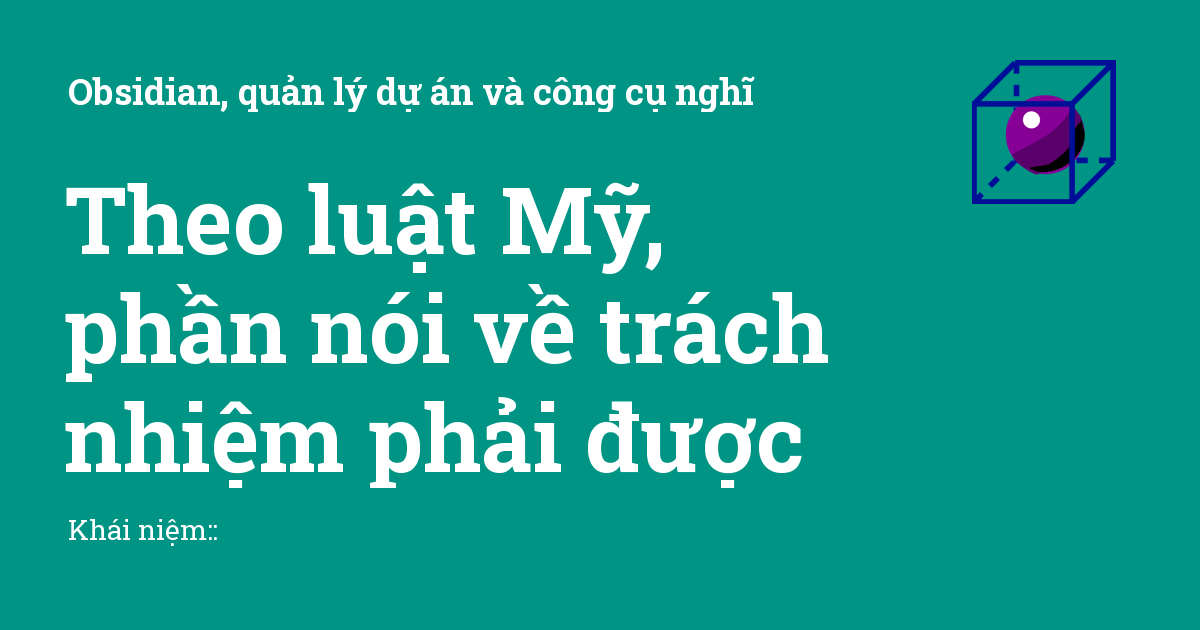 Obsidian, quản lý dự án và công cụ nghĩ
Theo luật Mỹ,
phần nói về trách
nhiệm phải được
Khái niệm::